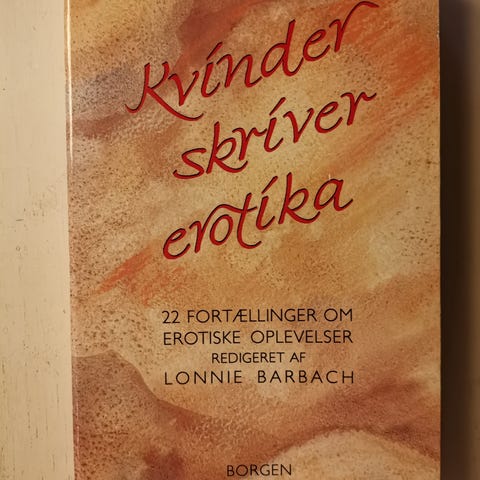 Kvinder
skriver
erotika
22 FORTÆLLINGER OM
EROTISKE OPLEVELSER
REDIGERET AF
LONNIE BARBACH
BORGEN